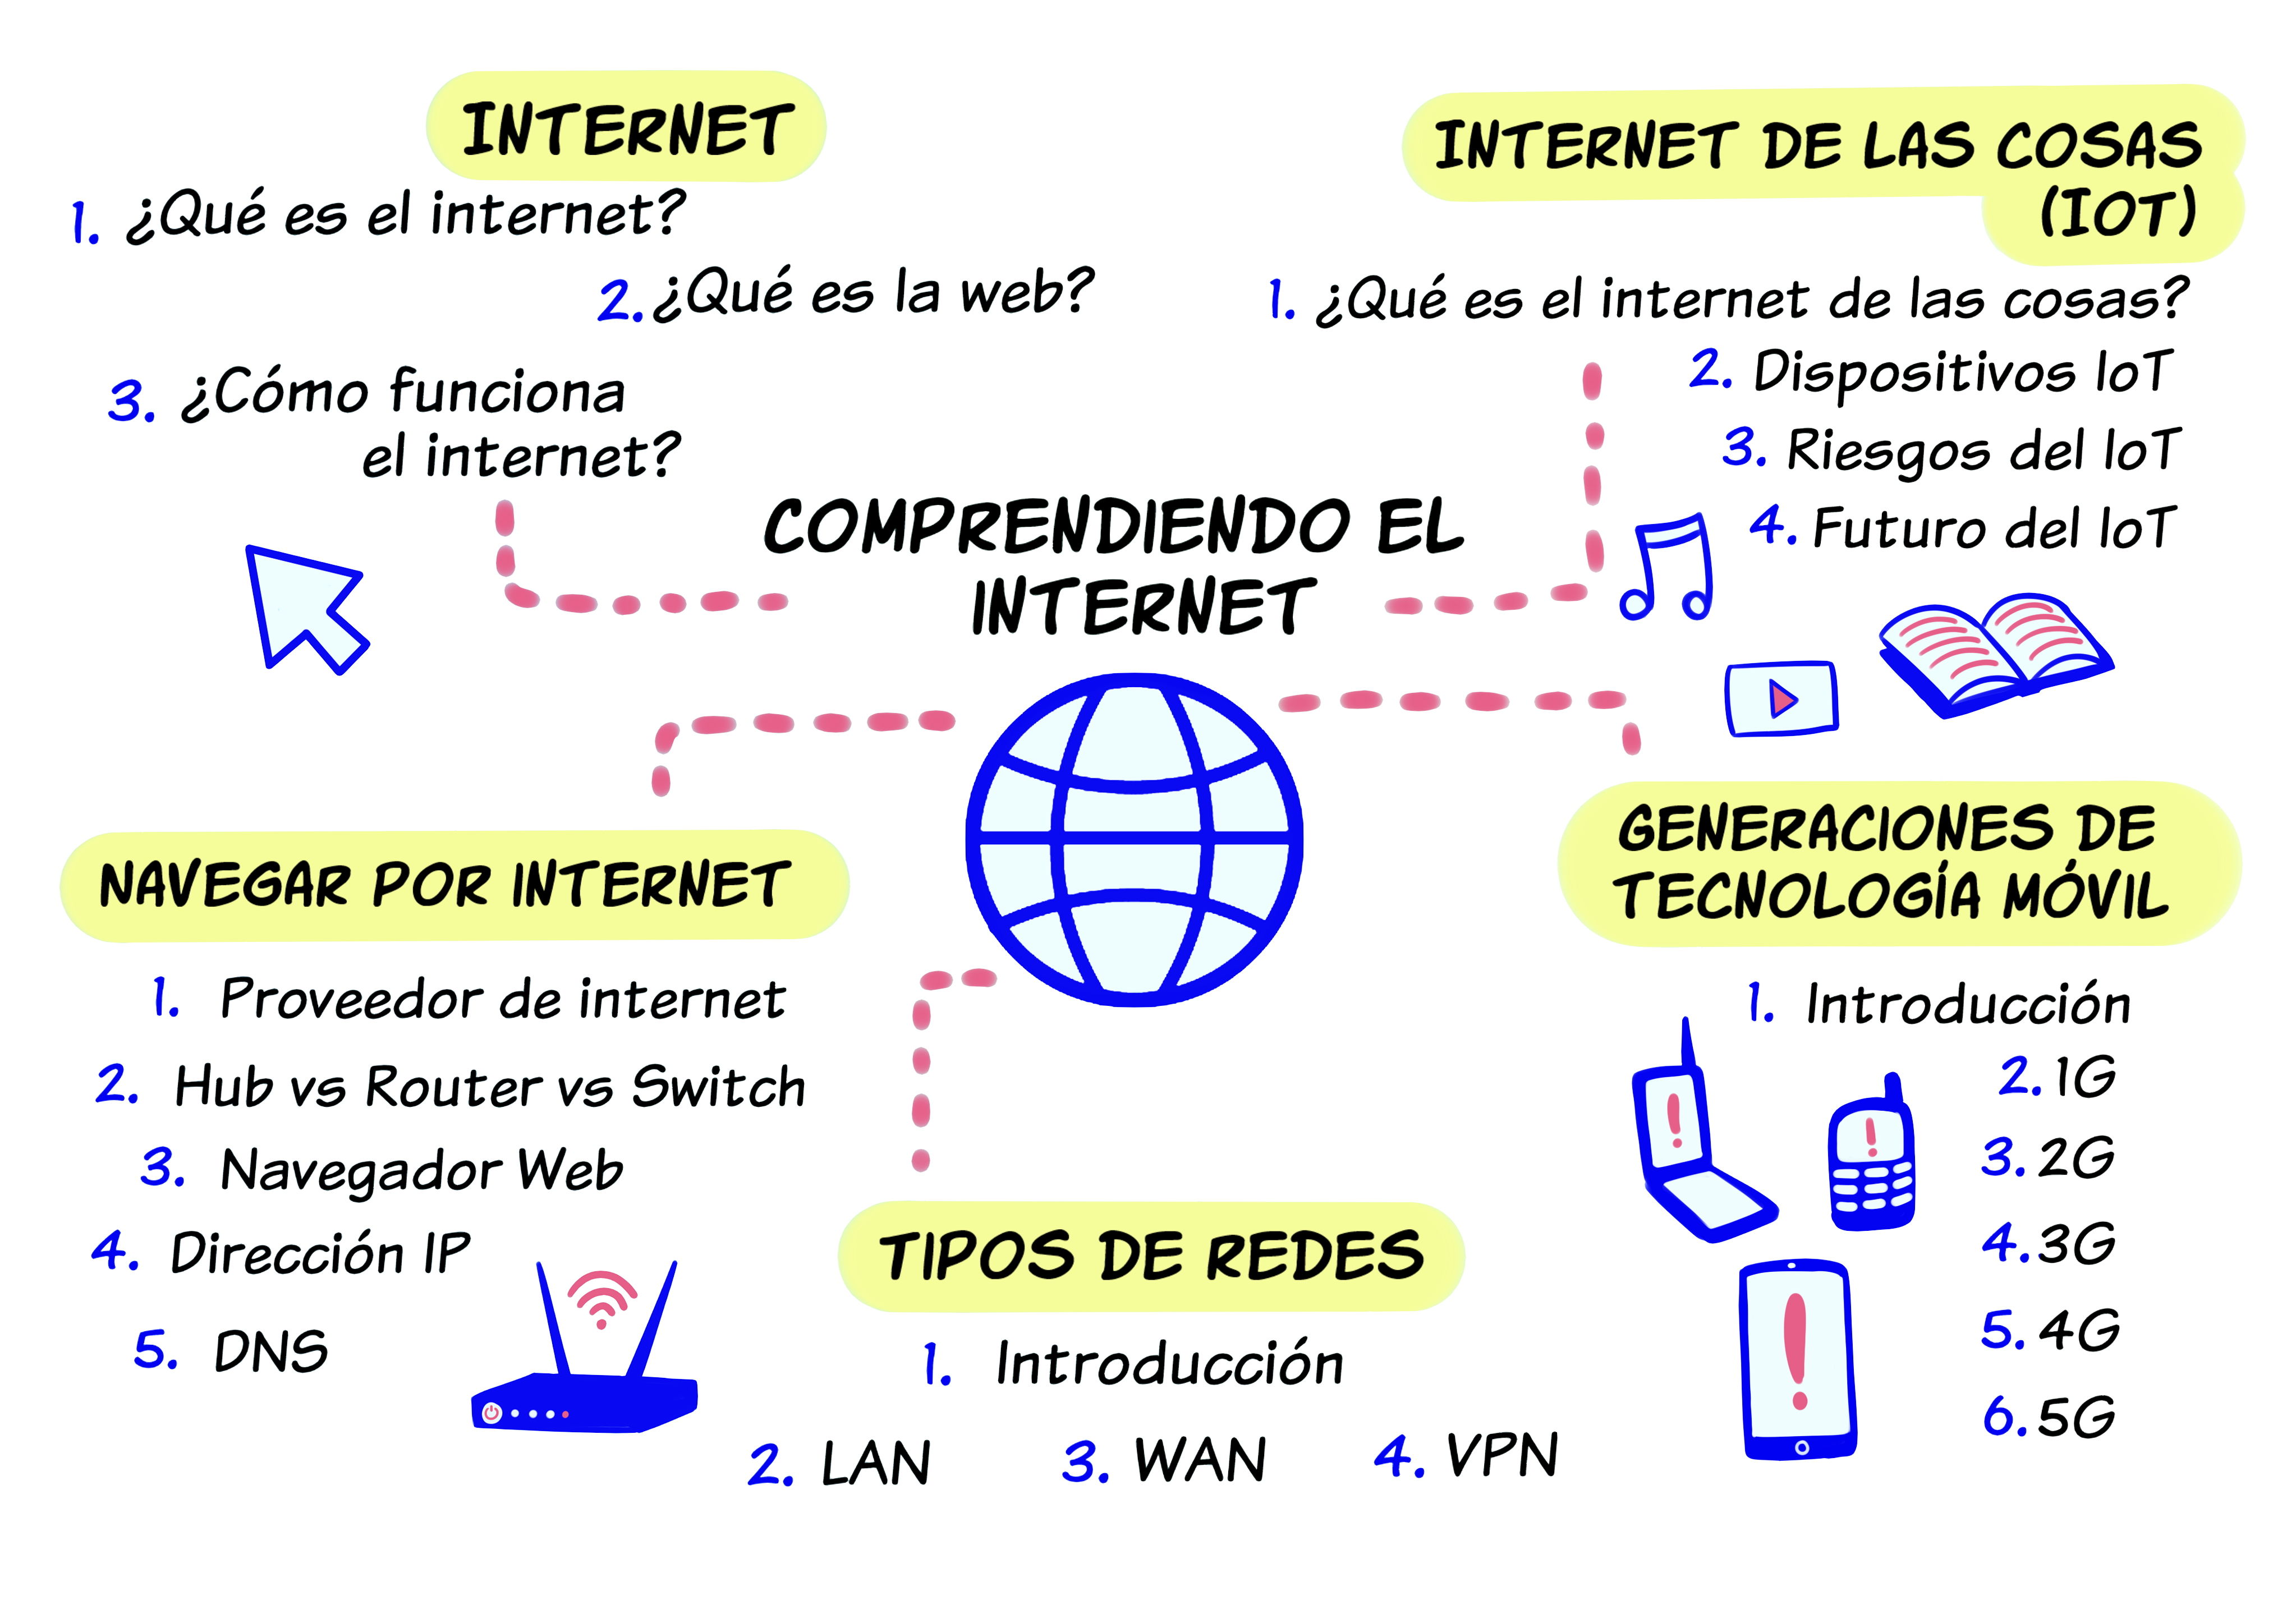 INTERNET
1. ¿Qué es el internet?
2. ¿Qué es la web?
3. ¿Cómo funciona
el internet?
INTERNET DE LAS COSAS
(IOT)
1. ¿Qué es el internet de las cosas?
2. Dispositivos IoT
3. Riesgos del IoT
4. Futuro del IoT
COMPRENDIENDO EL
INTERNET
NAVEGAR POR INTERNET
1. Proveedor de internet
2. Hub vs Router vs Switch
3. Navegador Web
4. Dirección IP
5. DNS
TIPOS DE REDES
1. Introducción
2. LAN
3. WAN
4. VPN
GENERACIONES DE
TECNOLOGÍA MÓVIL
1. Introducción
2. 1G
3. 2G
4. 3G
5. 4G
6. 5G
!
!
!